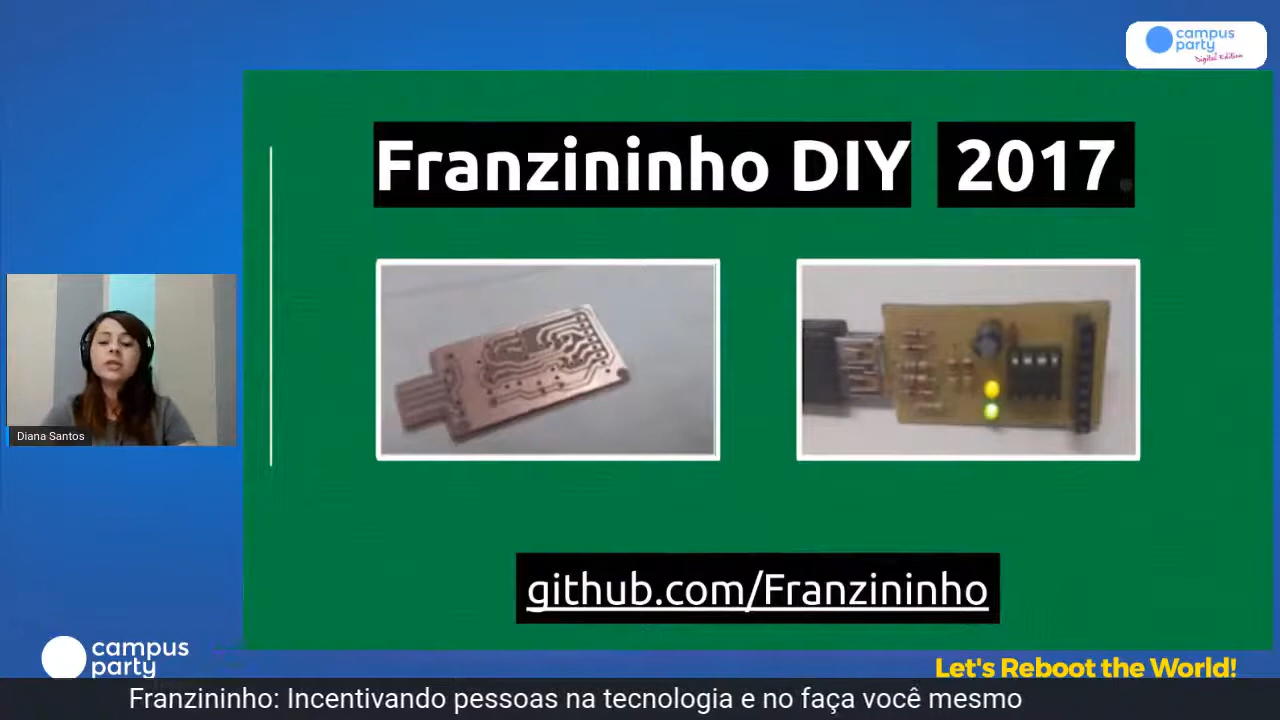 campus
party
Digital Edition
Franzininho DIY 2017
Diana Santos
github.com/Franzininho
campus
party
Let's Reboot the World!
Franzininho: Incentivando pessoas na tecnologia e no faça você mesmo